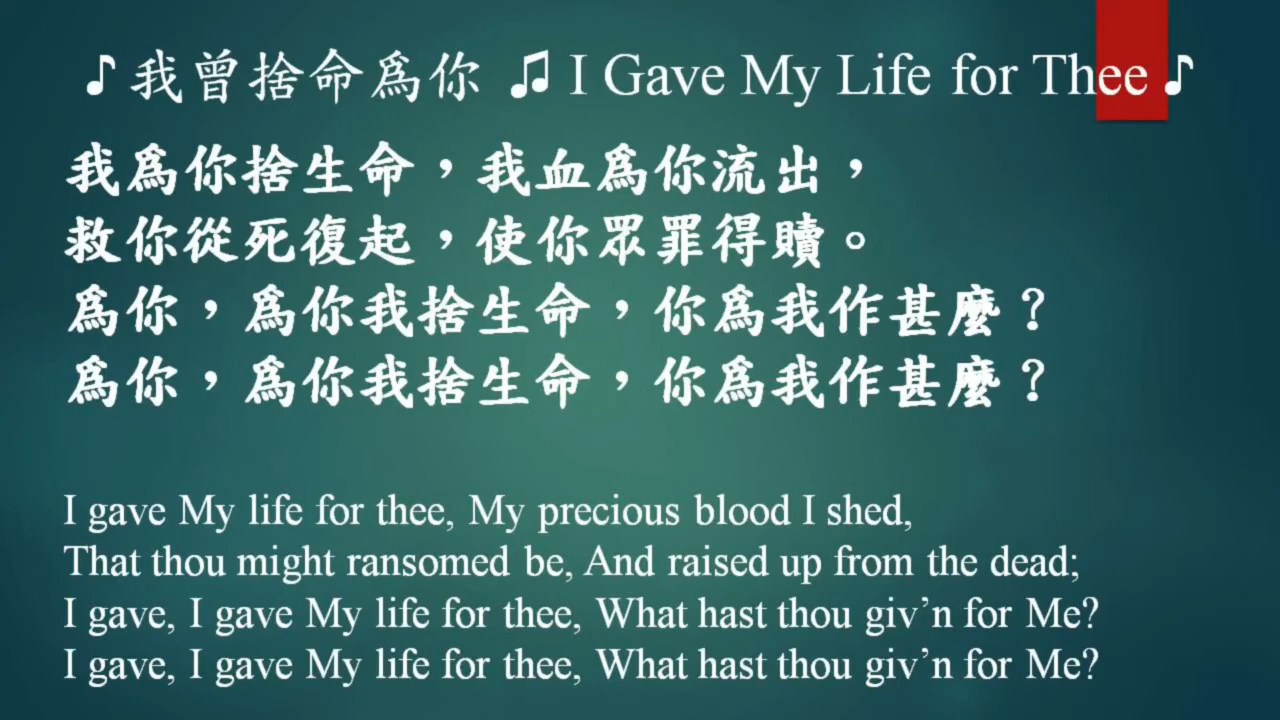 ♪我曾捨命爲你 ♫ I Gave My Life for Thee ♪
我爲你捨生命，我血爲你流出，
救你從死復起，使你眾罪得贖。
爲你，爲你我捨生命，你爲我作甚麼？
爲你，爲你我捨生命，你爲我作甚麼？
I gave My life for thee, My precious blood I shed,
That thou might ransomed be, And raised up from the dead;
I gave, I gave My life for thee, What hast thou giv’n for Me?
I gave, I gave My life for thee, What hast thou giv’n for Me?